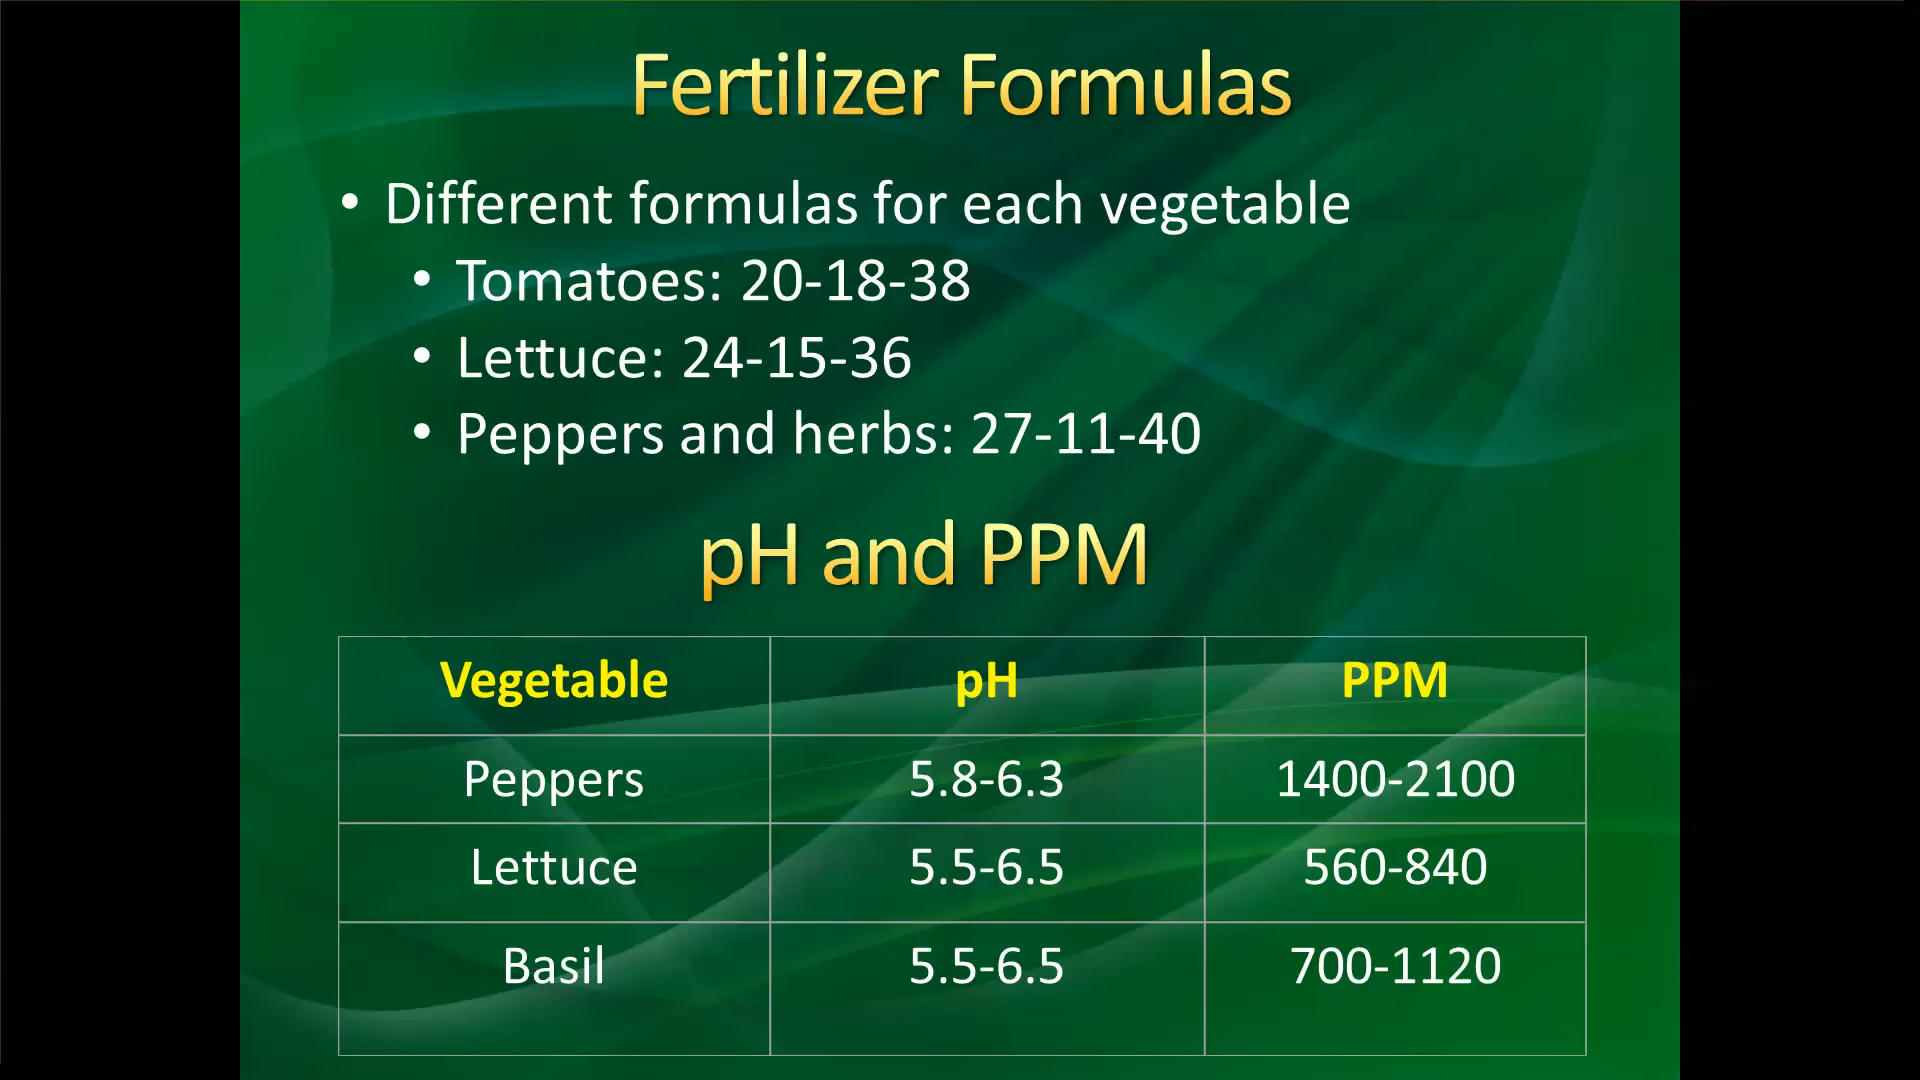 Fertilizer Formulas
• Different formulas for each vegetable
• Tomatoes: 20-18-38
• Lettuce: 24-15-36
• Peppers and herbs: 27-11-40
pH and PPM
Vegetable pH PPM
Peppers 5.8-6.3 1400-2100
Lettuce 5.5-6.5 560-840
Basil 5.5-6.5 700-1120